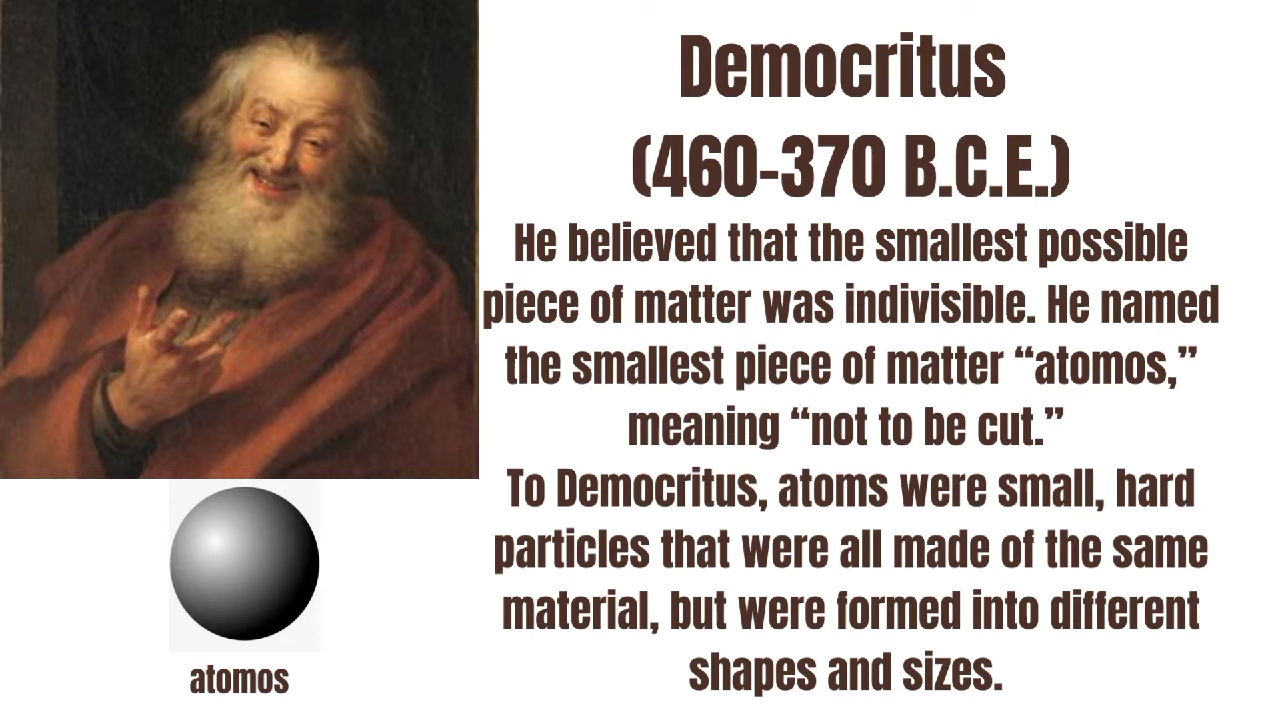 Democritus
(460-370 B.C.E.)
He believed that the smallest possible
piece of matter was indivisible. He named
the smallest piece of matter “atomos,”
meaning “not to be cut.”
To Democritus, atoms were small, hard
particles that were all made of the same
material, but were formed into different
shapes and sizes.
atomos